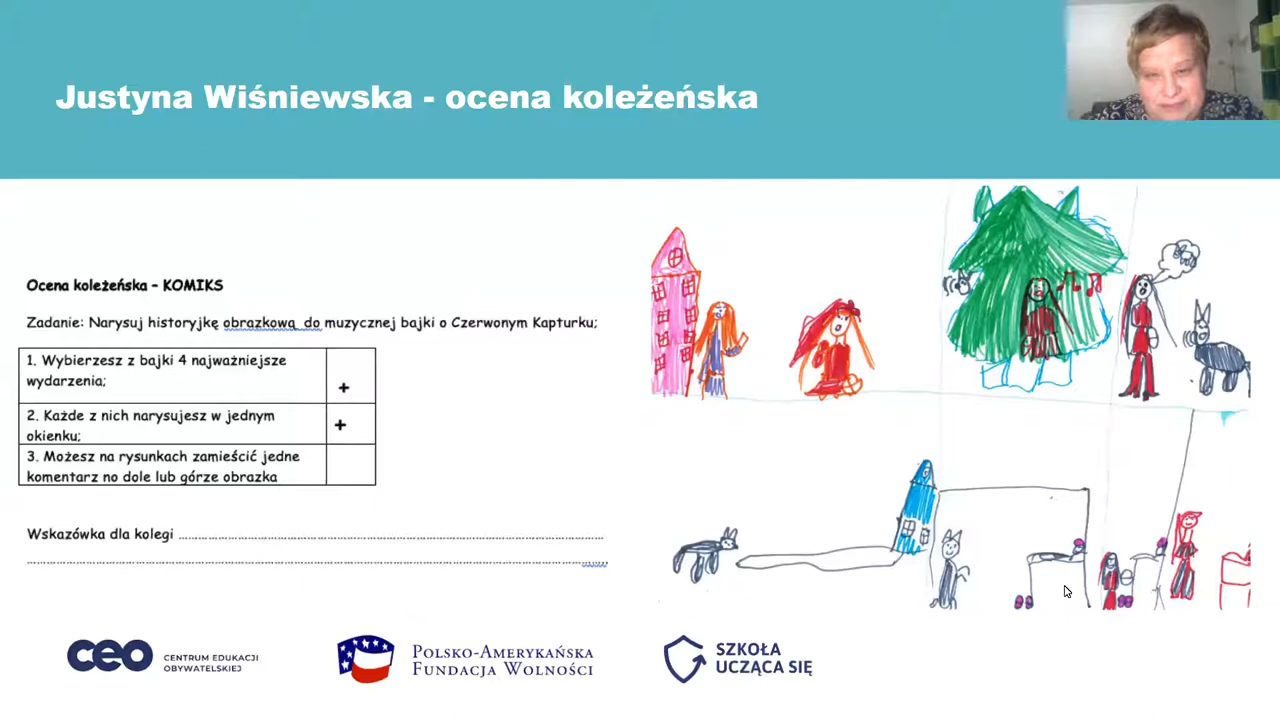 Justyna Wiśniewska - ocena koleżeńska
Ocena koleżeńska – KOMIKS
Zadanie: Narysuj historyjkę obrazkową do muzycznej bajki o Czerwonym Kapturku;
1. Wybierzesz z bajki 4 najważniejsze
wydarzenia;
+
2. Każde z nich narysujesz w jednym
okienku;
+
3. Możesz na rysunkach zamieścić jedne
komentarz no dole lub górze obrazka
Wskazówka dla kolegi ........................................................................
........................................................................
ceo CENTRUM EDUKACJI
OBYWATELSKIEJ
POLSKO-AMERYKAŃSKA
FUNDACJA WOLNOŚCI
SZKOŁA
UCZĄCA SIĘ